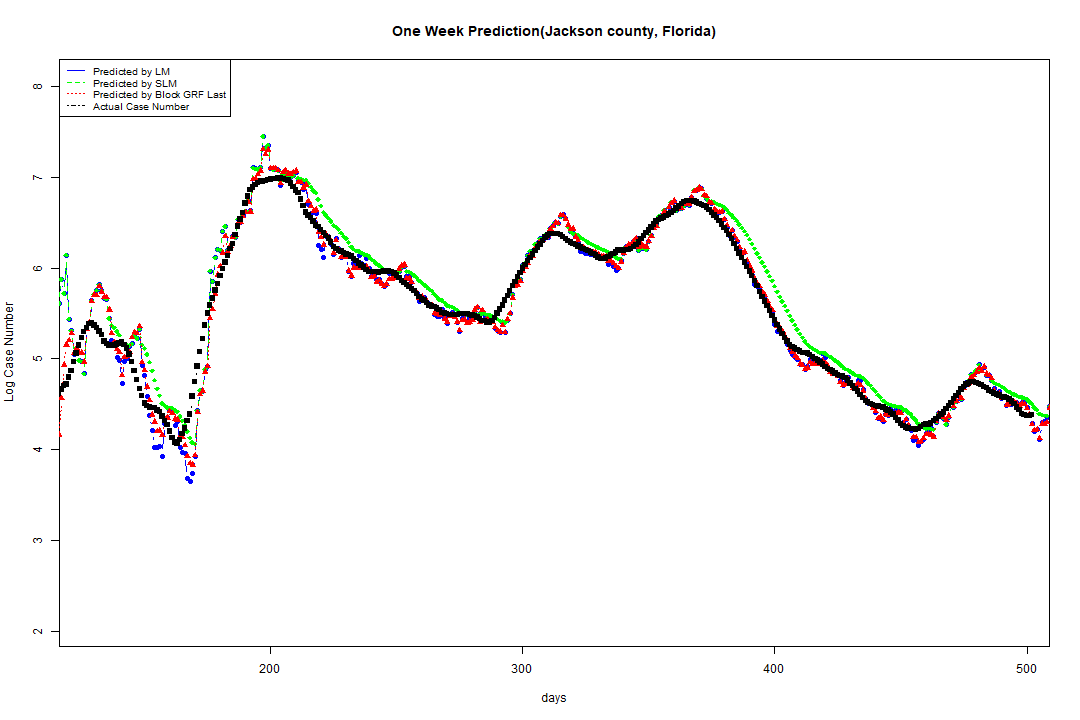 One Week Prediction(Jackson county, Florida)
Predicted by LM
Predicted by SLM
Predicted by Block GRF Last
Actual Case Number
8
7
6
5
4
3
2
Log Case Number
200 300 400 500
days